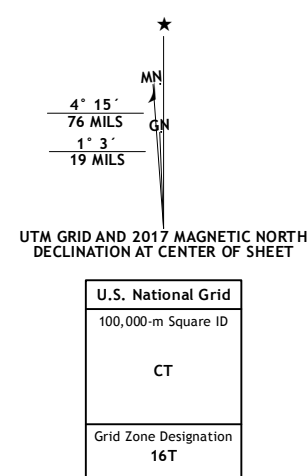 MN
4° 15´
76 MILS
GN
1° 3´
19 MILS
UTM GRID AND 2017 MAGNETIC NORTH
DECLINATION AT CENTER OF SHEET
U.S. National Grid
100,000-m Square ID
CT
Grid Zone Designation
16T